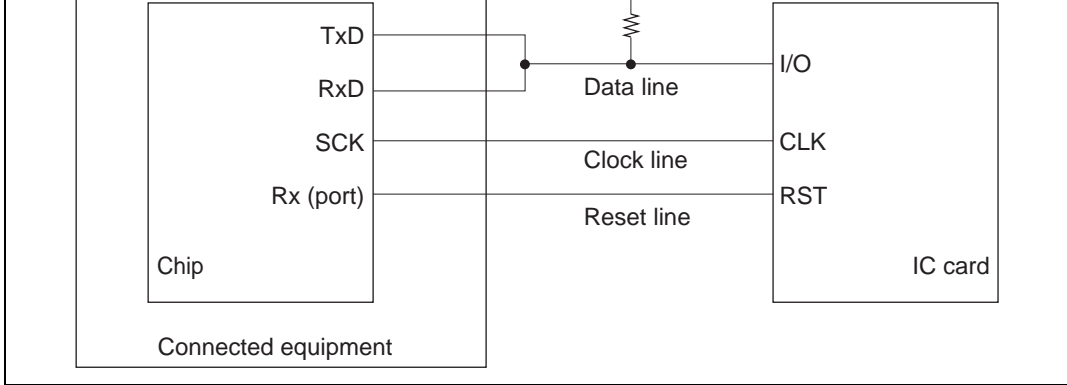 TxD
RxD
SCK
Rx (port)
Chip
Connected equipment
Data line
Clock line
Reset line
I/O
CLK
RST
IC card